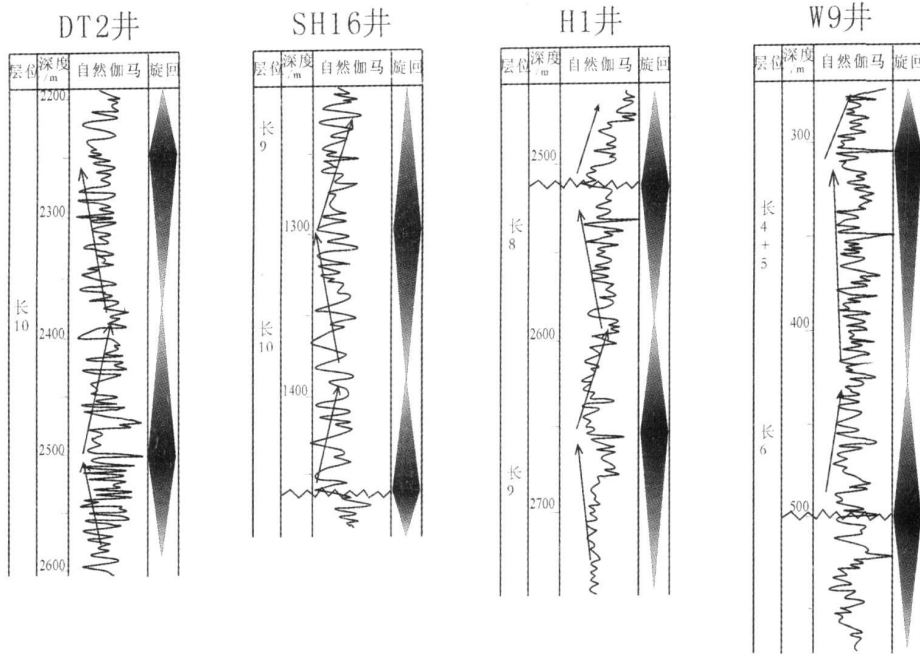 DT2井
层位 深度/m 自然伽马 旋回
2200
2300
长10
2400
2500
2600
SH16井
层位 深度/m 自然伽马 旋回
长9
1300
长10
1400
H1井
层位 深度/m 自然伽马 旋回
2500
长8
2600
长9
2700
W9井
层位 深度/m 自然伽马 旋回
300
长4+5
400
长6
500